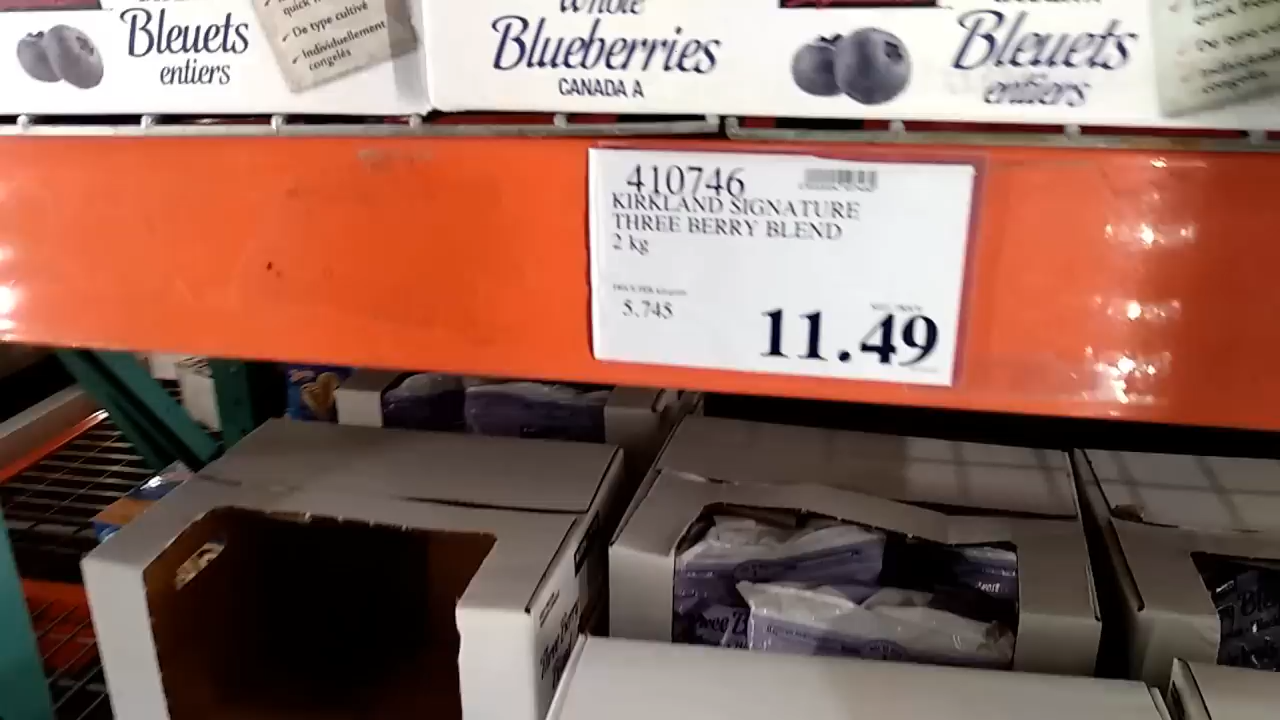 Bleuets
entiers
De type cultivé
Individuellement
congelés
Whole
Blueberries
CANADA A
Bleuets
entiers
410746
KIRKLAND SIGNATURE
THREE BERRY BLEND
2 kg
5.745
11.49